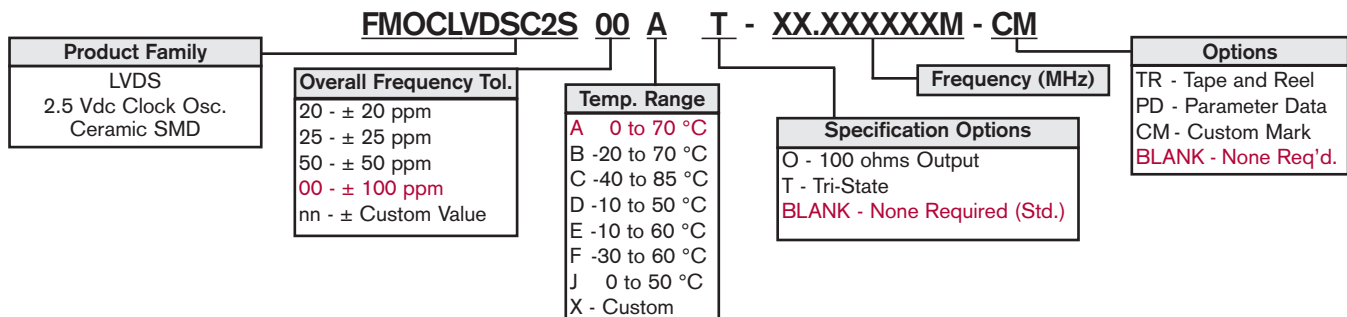 FMOCLVDSC2S 00 A T - XX.XXXXXXM - CM
Product Family
LVDS
2.5 Vdc Clock Osc.
Ceramic SMD
Overall Frequency Tol.
20 - ± 20 ppm
25 - ± 25 ppm
50 - ± 50 ppm
00 - ± 100 ppm
nn - ± Custom Value
Temp. Range
A 0 to 70 °C
B -20 to 70 °C
C -40 to 85 °C
D -10 to 50 °C
E -10 to 60 °C
F -30 to 60 °C
J 0 to 50 °C
X - Custom
Specification Options
O - 100 ohms Output
T - Tri-State
BLANK - None Required (Std.)
Frequency (MHz)
Options
TR - Tape and Reel
PD - Parameter Data
CM - Custom Mark
BLANK - None Req'd.